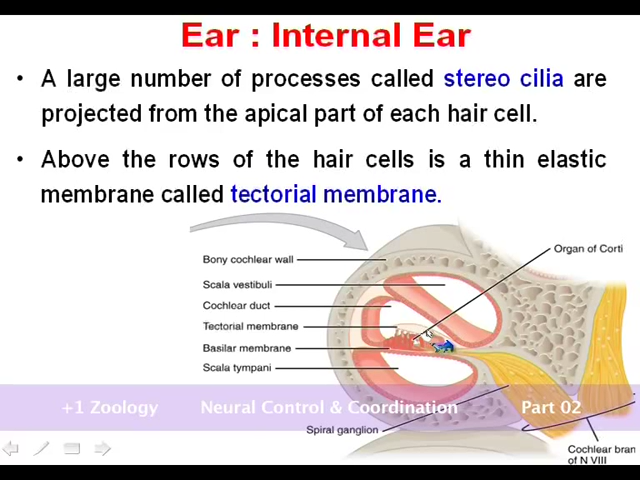 Ear : Internal Ear
• A large number of processes called stereo cilia are
projected from the apical part of each hair cell.
• Above the rows of the hair cells is a thin elastic
membrane called tectorial membrane.
Organ of Corti
Bony cochlear wall
Scala vestibuli
Cochlear duct
Tectorial membrane
Basilar membrane
Scala tympani
+1 Zoology Neural Control & Coordination Part 02
Spiral ganglion
Cochlear bran
of N VIII